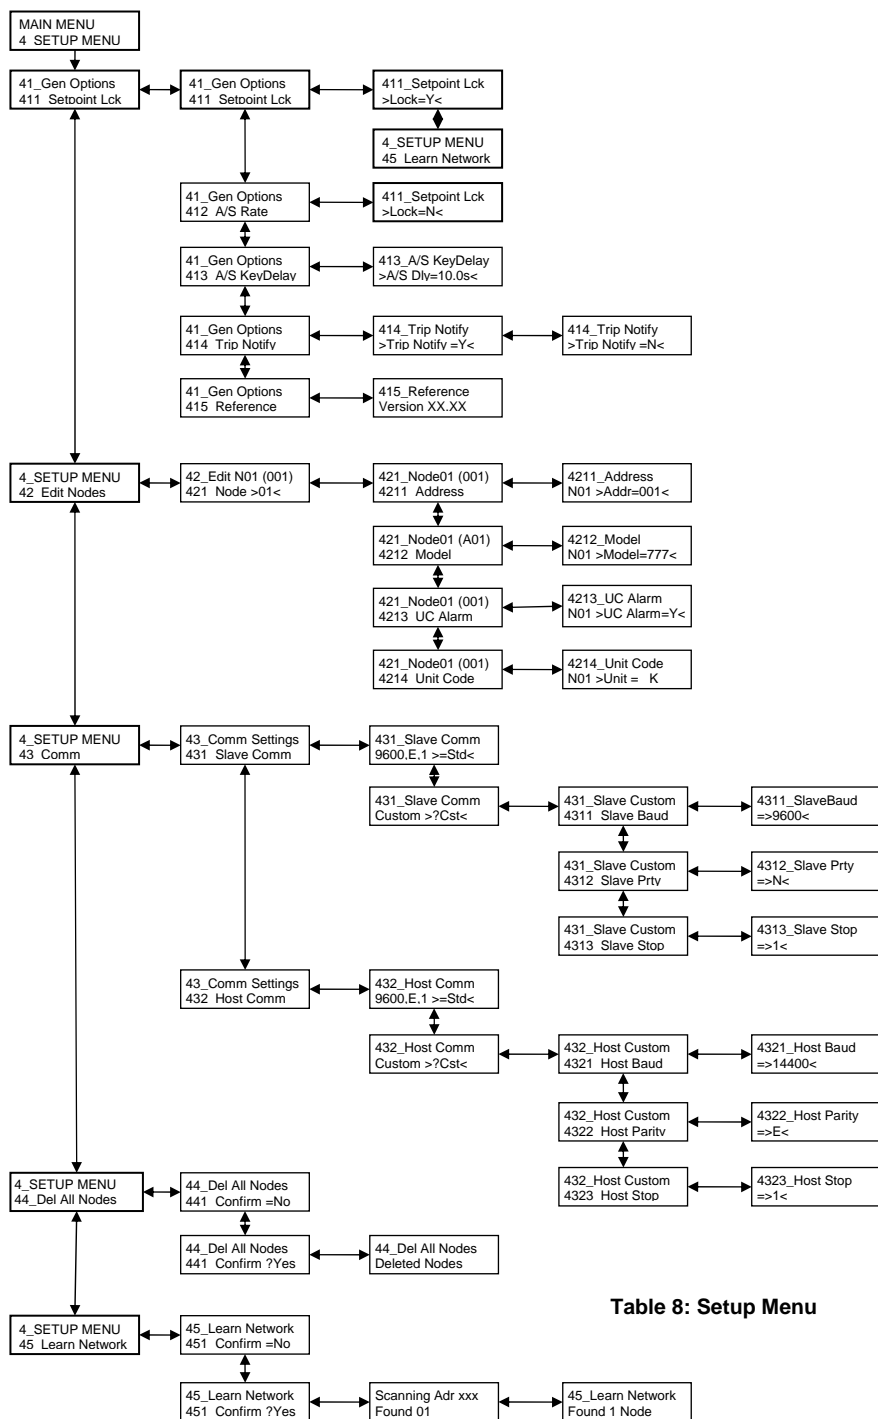 MAIN MENU
4 SETUP MENU
41_Gen Options
411 Setpoint Lck
41_Gen Options
411 Setpoint Lck
411_Setpoint Lck
>Lock=Y<
4_SETUP MENU
45 Learn Network
41_Gen Options
412 A/S Rate
411_Setpoint Lck
>Lock=N<
41_Gen Options
413 A/S KeyDelay
413_A/S KeyDelay
>A/S Dly=10.0s<
41_Gen Options
414 Trip Notify
414_Trip Notify
>Trip Notify =Y<
414_Trip Notify
>Trip Notify =N<
41_Gen Options
415 Reference
415_Reference
Version XX.XX
4_SETUP MENU
42 Edit Nodes
42_Edit N01 (001)
421 Node >01<
421_Node01 (001)
4211 Address
4211_Address
N01 >Addr=001<
421_Node01 (A01)
4212 Model
4212_Model
N01 >Model=777<
421_Node01 (001)
4213 UC Alarm
4213_UC Alarm
N01 >UC Alarm=Y<
421_Node01 (001)
4214 Unit Code
4214_Unit Code
N01 >Unit = K
4_SETUP MENU
43 Comm
43_Comm Settings
431 Slave Comm
431_Slave Comm
9600,E,1 >=Std<
431_Slave Comm
Custom >?Cst<
431_Slave Custom
4311 Slave Baud
4311_SlaveBaud
=>9600<
431_Slave Custom
4312 Slave Prty
4312_Slave Prty
=>N<
431_Slave Custom
4313 Slave Stop
4313_Slave Stop
=>1<
43_Comm Settings
432 Host Comm
432_Host Comm
9600,E,1 >=Std<
432_Host Comm
Custom >?Cst<
432_Host Custom
4321 Host Baud
4321_Host Baud
=>14400<
432_Host Custom
4322 Host Parity
4322_Host Parity
=>E<
432_Host Custom
4323 Host Stop
4323_Host Stop
=>1<
4_SETUP MENU
44_Del All Nodes
44_Del All Nodes
441 Confirm =No
44_Del All Nodes
441 Confirm ?Yes
44_Del All Nodes
Deleted Nodes
Table 8: Setup Menu
4_SETUP MENU
45 Learn Network
45_Learn Network
451 Confirm =No
45_Learn Network
451 Confirm ?Yes
Scanning Adr xxx
Found 01
45_Learn Network
Found 1 Node